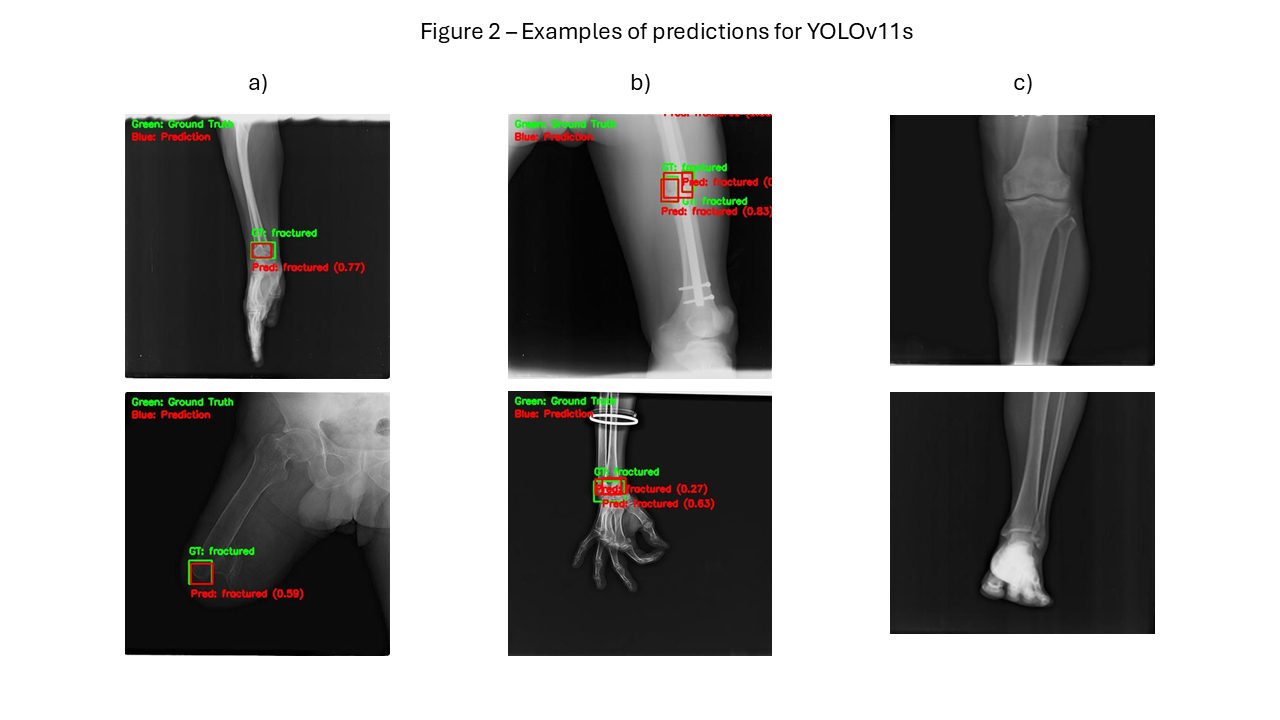 Figure 2 – Examples of predictions for YOLOv11s
a)
b)
c)
Green: Ground Truth
Blue: Prediction
GT: fractured
Pred: fractured (0.77)
Green: Ground Truth
Blue: Prediction
Pred: fractured
GT: fractured
Pred: fractured (0
GT: fractured
Pred: fractured (0.83)
Green: Ground Truth
Blue: Prediction
GT: fractured
Pred: fractured (0.59)
Green: Ground Truth
Blue: Prediction
GT: fractured
Pred: fractured (0.27)
Pred: fractured (0.63)